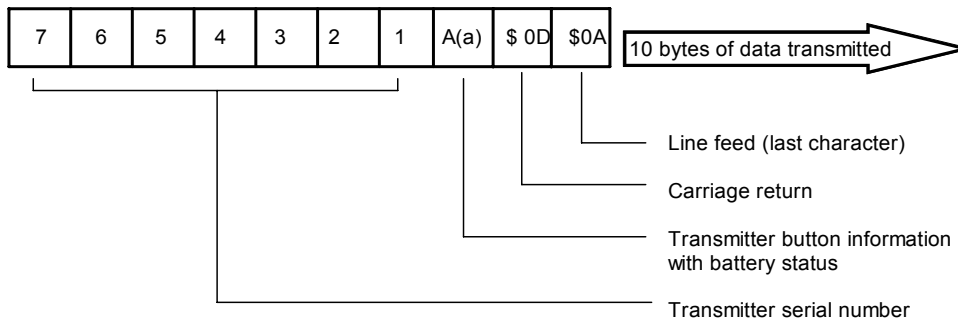 7 6 5 4 3 2 1 A(a) $ 0D $0A
10 bytes of data transmitted
Line feed (last character)
Carriage return
Transmitter button information
with battery status
Transmitter serial number